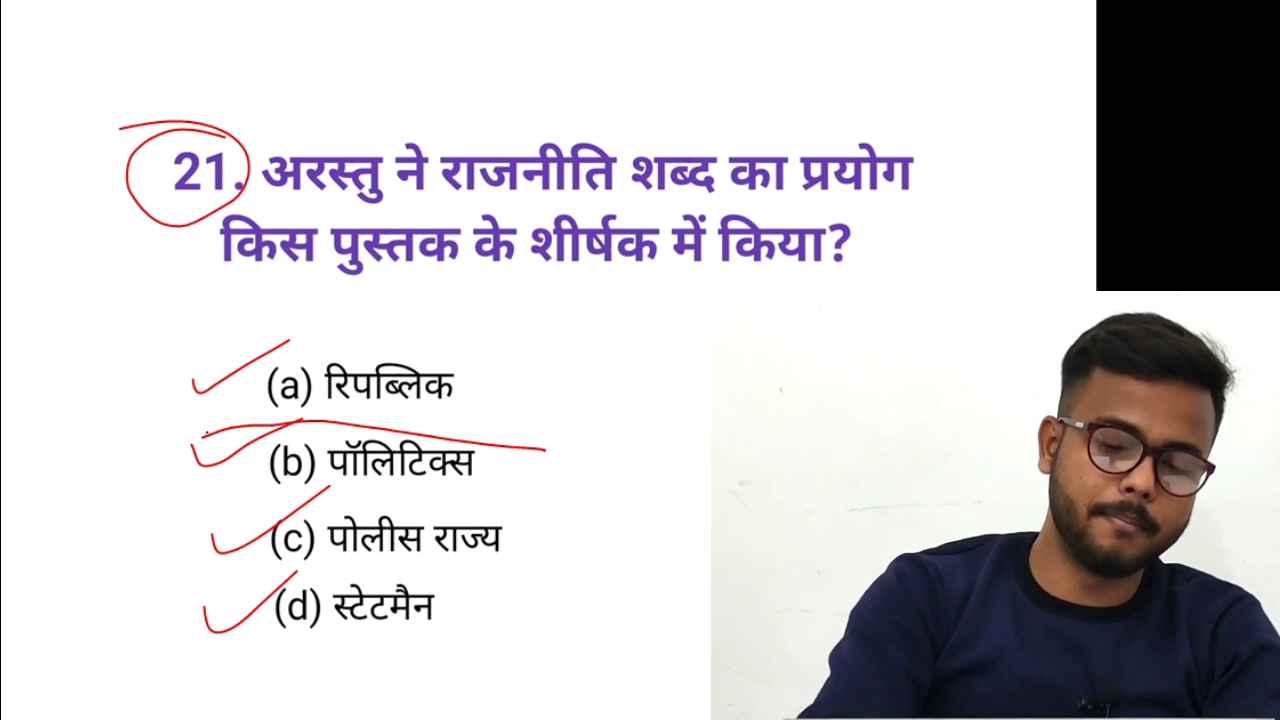 21. अरस्तु ने राजनीति शब्द का प्रयोग
किस पुस्तक के शीर्षक में किया?
(a) रिपब्लिक
(b) पॉलिटिक्स
(c) पोलीस राज्य
(d) स्टेटमैन